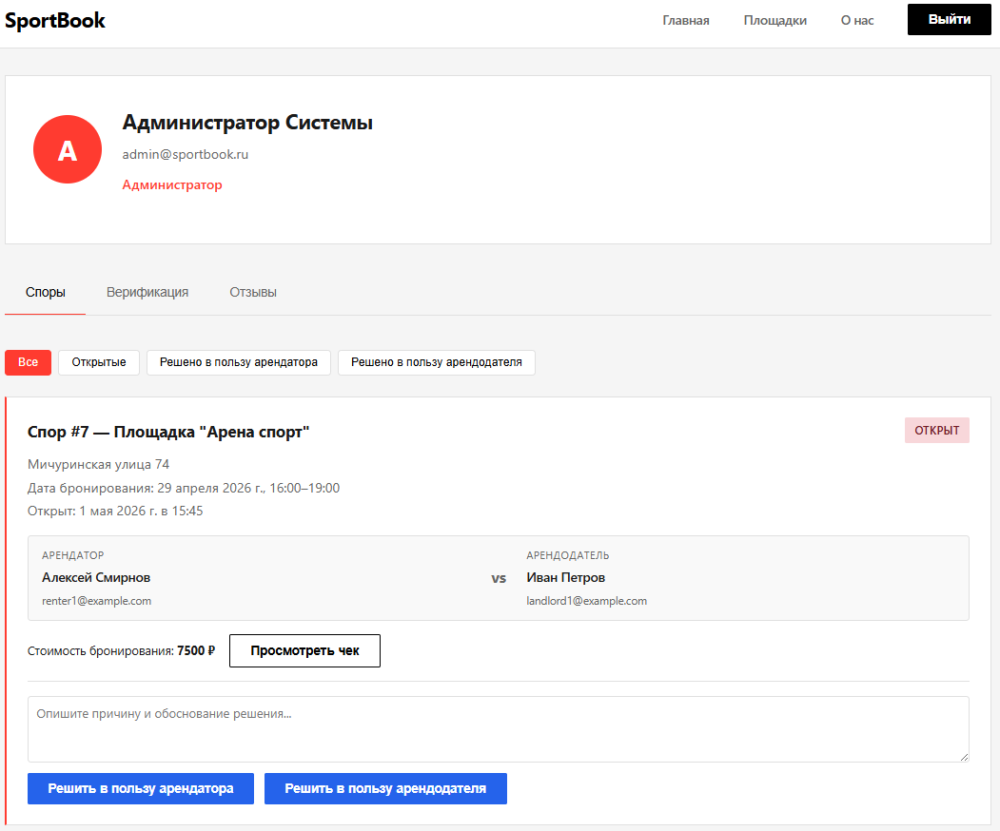 SportBook
Главная Площадки О нас Выйти
А
Администратор Системы
admin@sportbook.ru
Администратор
Споры Верификация Отзывы
Все Открытые Решено в пользу арендатора Решено в пользу арендодателя
Спор #7 — Площадка "Арена спорт"
ОТКРЫТ
Мичуринская улица 74
Дата бронирования: 29 апреля 2026 г., 16:00–19:00
Открыт: 1 мая 2026 г. в 15:45
АРЕНДАТОР
Алексей Смирнов
renter1@example.com
vs
АРЕНДОДАТЕЛЬ
Иван Петров
landlord1@example.com
Стоимость бронирования: 7500 ₽ Просмотреть чек
Опишите причину и обоснование решения...
Решить в пользу арендатора Решить в пользу арендодателя